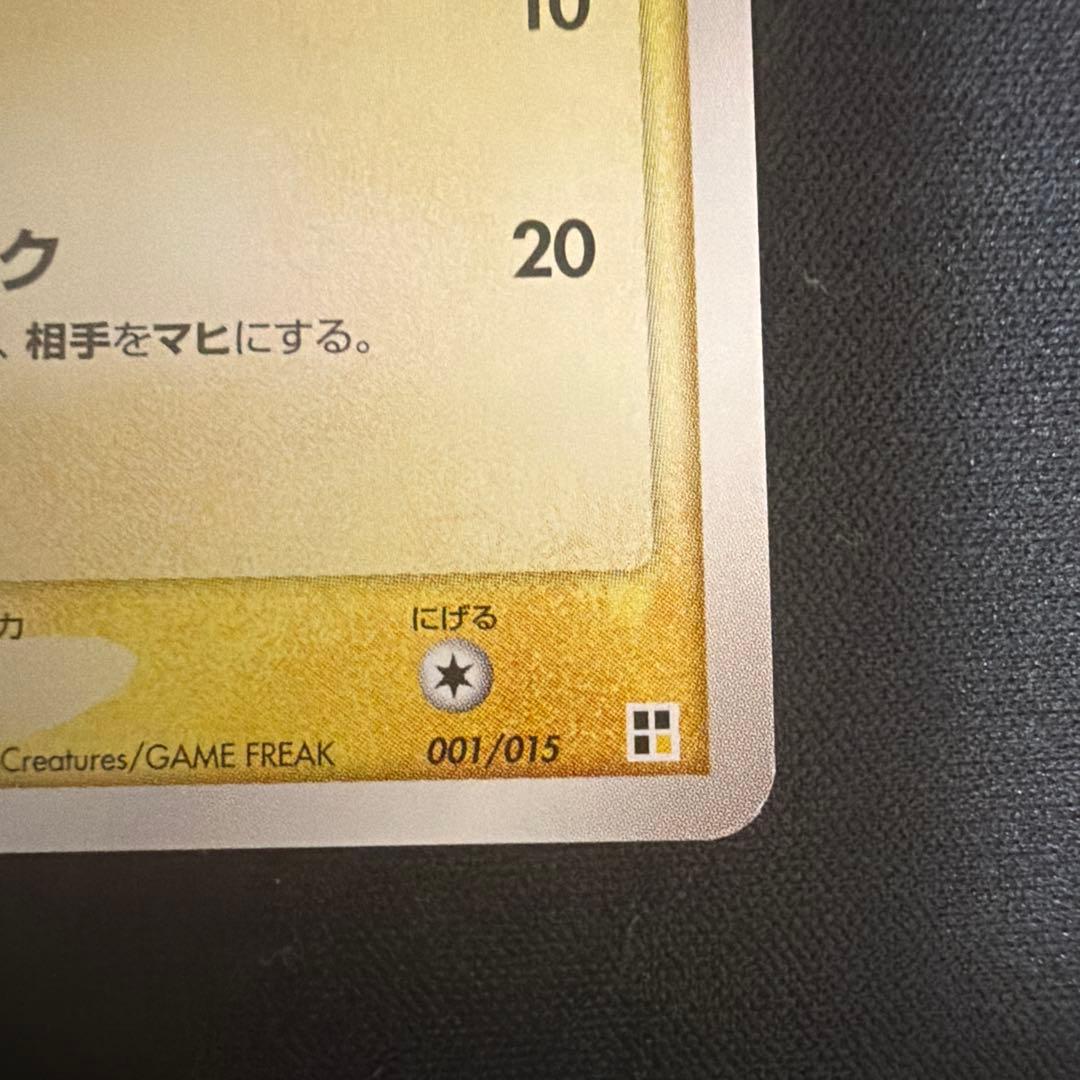 10
ク 20
、相手をマヒにする。
力 にげる
Creatures/GAME FREAK 001/015